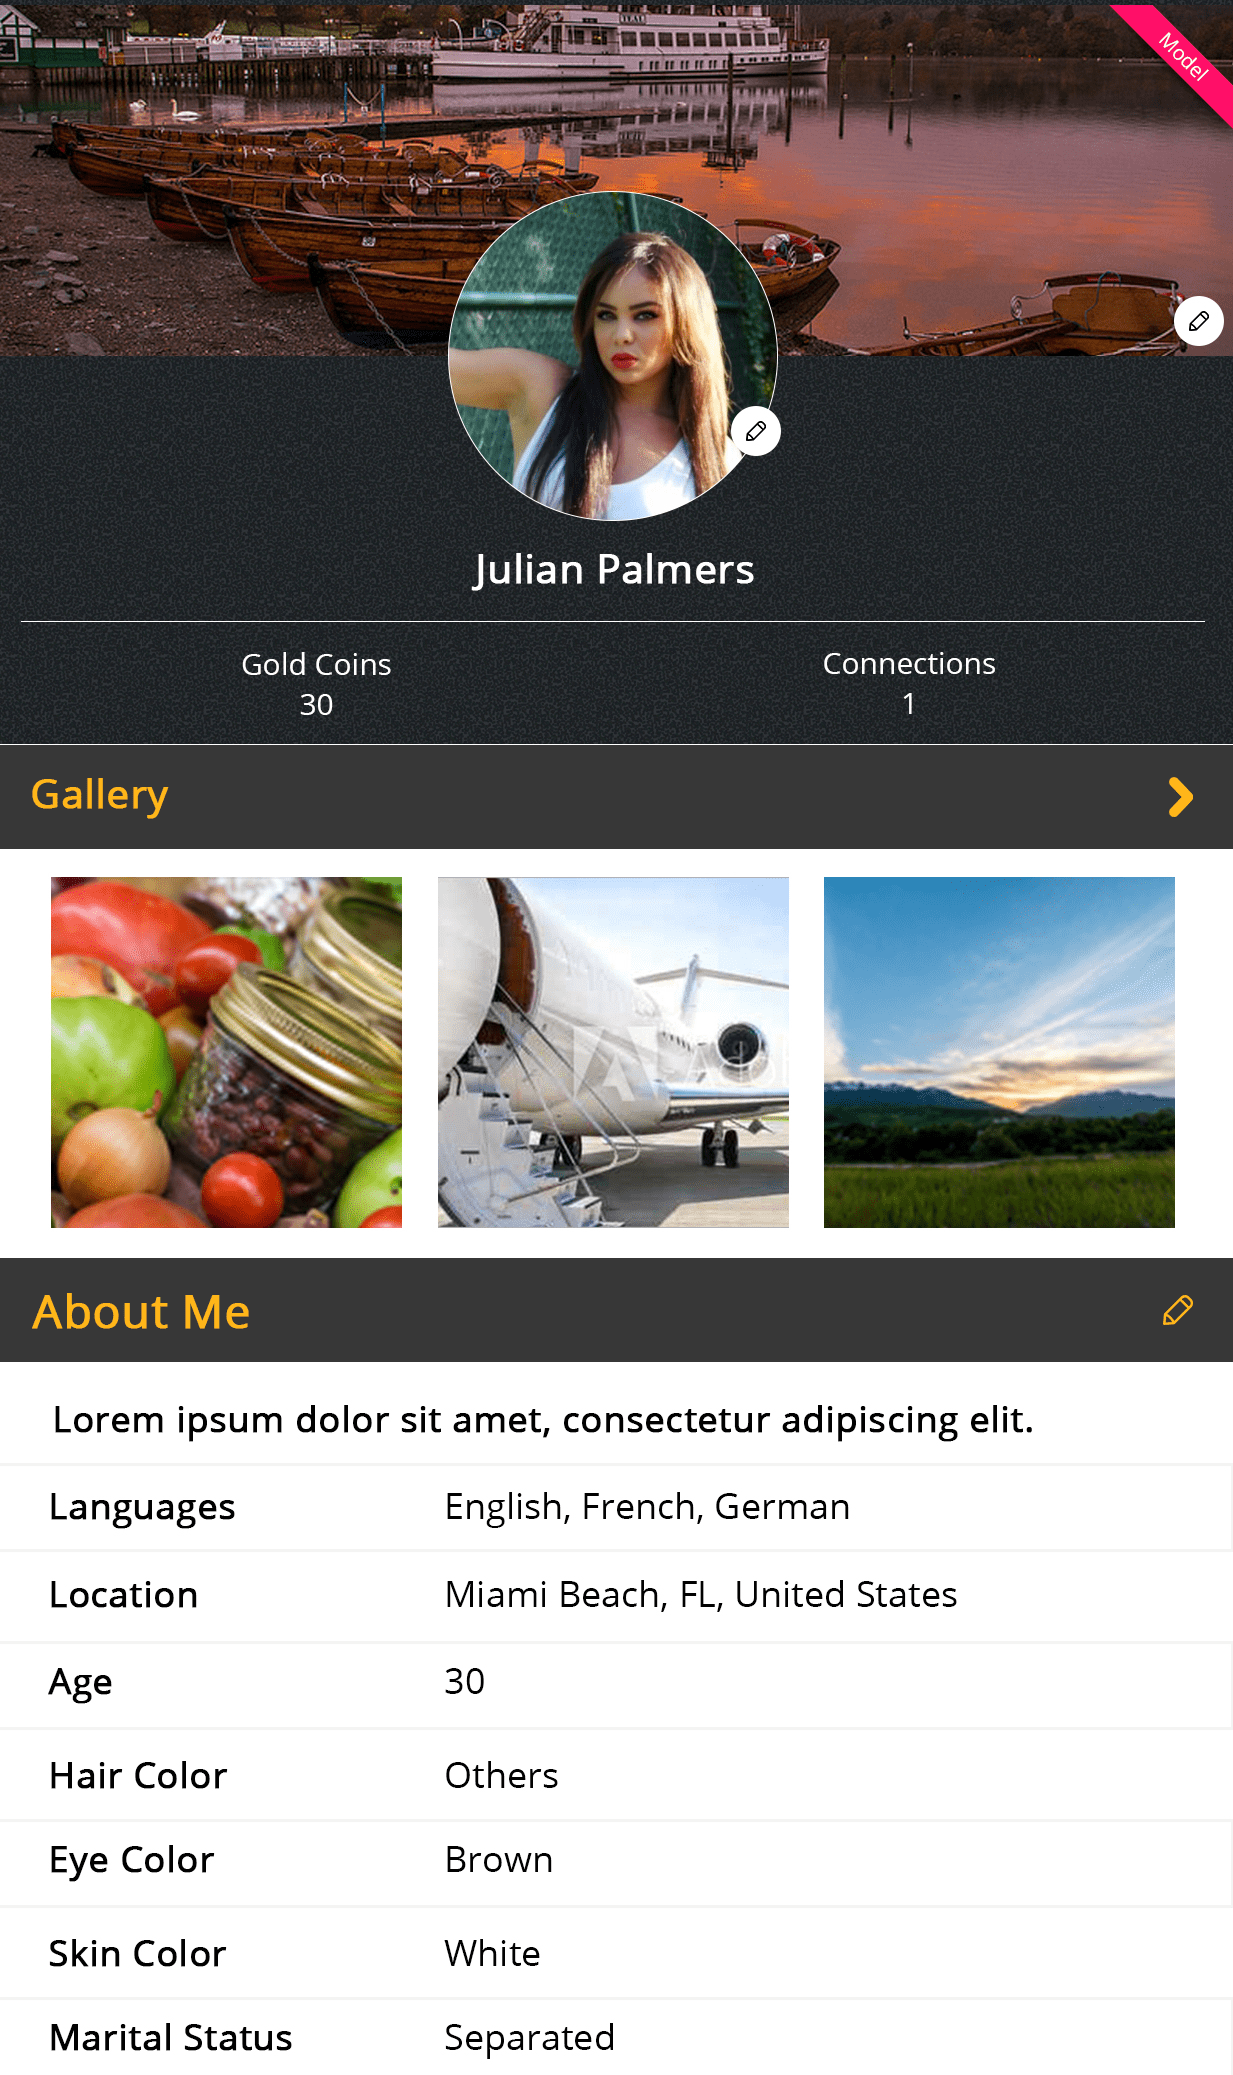 Model
Julian Palmers
Gold Coins
30
Connections
1
Gallery
About Me
Lorem ipsum dolor sit amet, consectetur adipiscing elit.
Languages English, French, German
Location Miami Beach, FL, United States
Age 30
Hair Color Others
Eye Color Brown
Skin Color White
Marital Status Separated